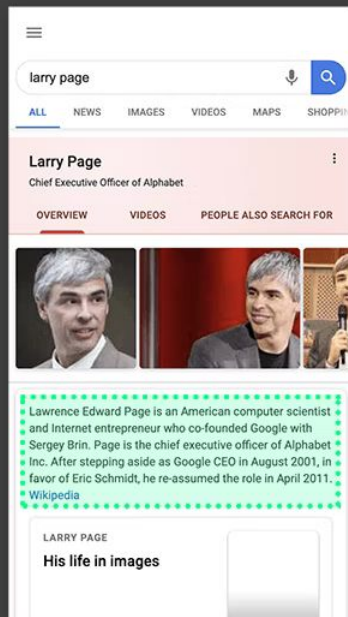 larry page
ALL NEWS IMAGES VIDEOS MAPS SHOPPIN
Larry Page
Chief Executive Officer of Alphabet
OVERVIEW VIDEOS PEOPLE ALSO SEARCH FOR
Lawrence Edward Page is an American computer scientist
and Internet entrepreneur who co-founded Google with
Sergey Brin. Page is the chief executive officer of Alphabet
Inc. After stepping aside as Google CEO in August 2001, in
favor of Eric Schmidt, he re-assumed the role in April 2011.
Wikipedia
LARRY PAGE
His life in images